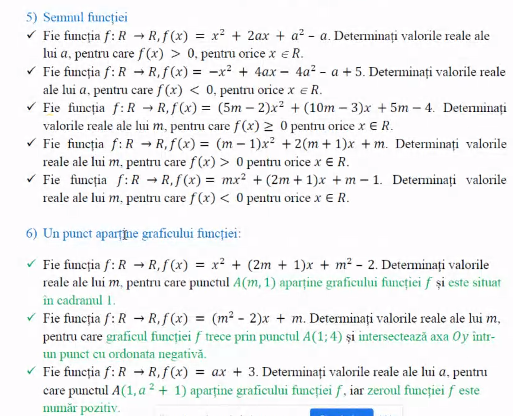 5) Semnul funcției
✓ Fie funcția f: R → R, f(x) = x² + 2ax + a² – a. Determinați valorile reale ale
lui a, pentru care f(x) > 0, pentru orice x ∈ R.
✓ Fie funcția f: R → R, f(x) = −x² + 4ax − 4a² – a + 5. Determinați valorile reale
ale lui a, pentru care f(x) < 0, pentru orice x ∈ R.
✓ Fie funcția f: R → R, f(x) = (5m − 2)x² + (10m − 3)x + 5m − 4. Determinați
valorile reale ale lui m, pentru care f(x) ≥ 0 pentru orice x ∈ R.
✓ Fie funcția f: R → R, f(x) = (m − 1)x² + 2(m + 1)x + m. Determinați valorile
reale ale lui m, pentru care f(x) > 0 pentru orice x ∈ R.
✓ Fie funcția f: R → R, f(x) = mx² + (2m + 1)x + m − 1. Determinați valorile
reale ale lui m, pentru care f(x) < 0 pentru orice x ∈ R.
6) Un punct aparține graficului funcției:
✓ Fie funcția f: R → R, f(x) = x² + (2m + 1)x + m² – 2. Determinați valorile
reale ale lui m, pentru care punctul A(m, 1) aparține graficului funcției f și este situat
în cadranul 1.
✓ Fie funcția f: R → R, f(x) = (m² – 2)x + m. Determinați valorile reale ale lui m,
pentru care graficul funcției f trece prin punctul A(1; 4) și intersectează axa Oy într-
un punct cu ordonata negativă.
✓ Fie funcția f: R → R, f(x) = ax + 3. Determinați valorile reale ale lui a, pentru
care punctul A(1, a² + 1) aparține graficului funcției f, iar zeroul funcției f este
număr pozitiv.